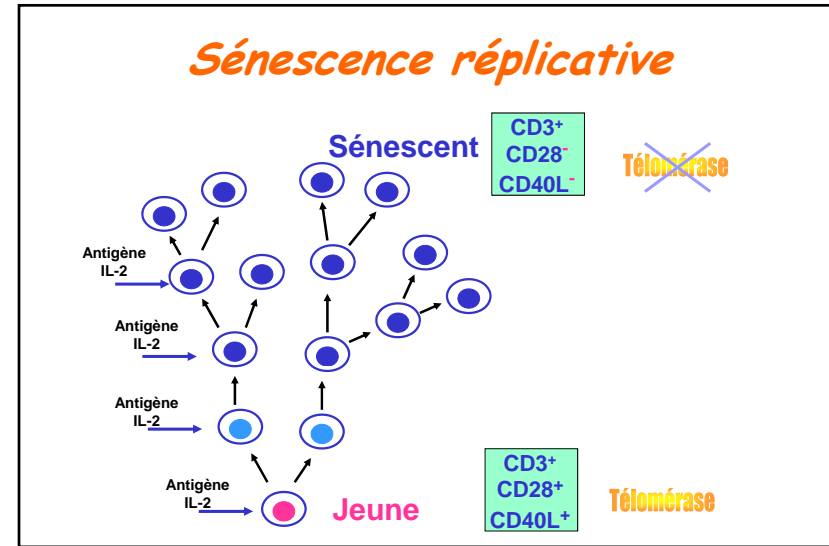 Sénescence réplicative
Sénescent
CD3+
CD28-
CD40L-
Télomérase
Antigène
IL-2
Antigène
IL-2
Antigène
IL-2
Antigène
IL-2
Jeune
CD3+
CD28+
CD40L+
Télomérase